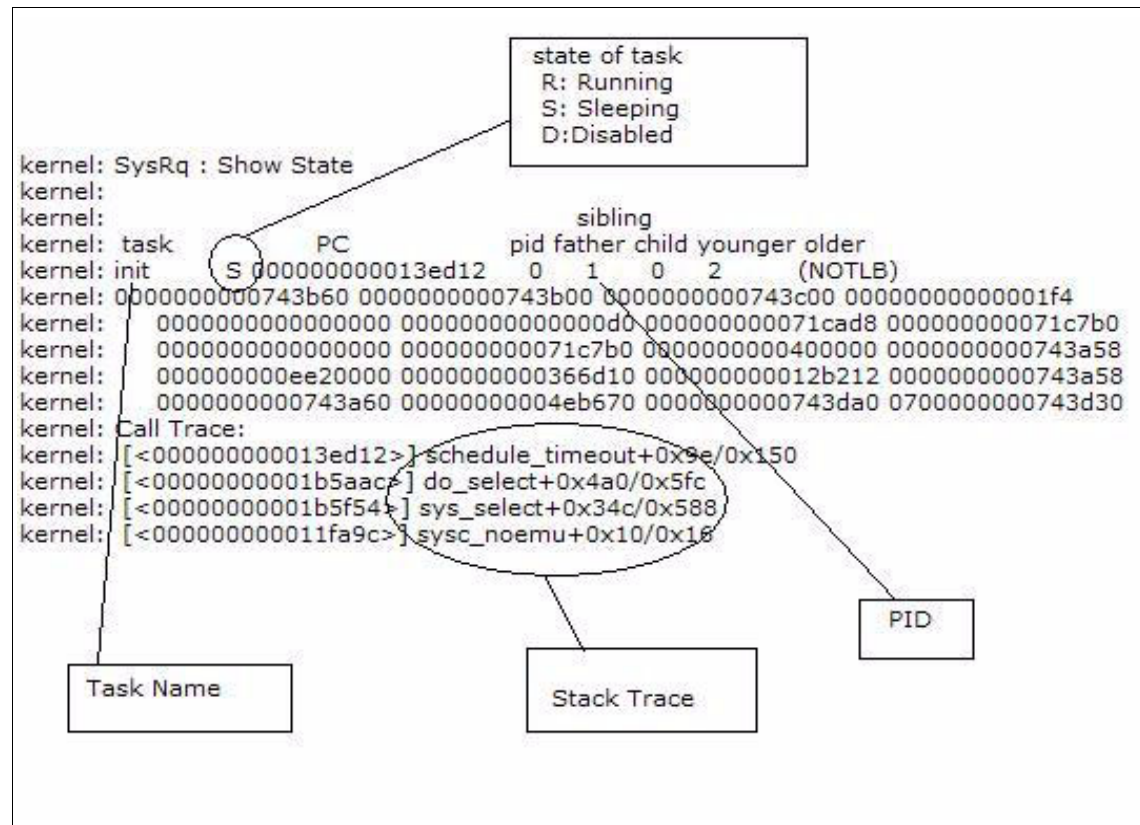 state of task
R: Running
S: Sleeping
D:Disabled
kernel: SysRq : Show State
kernel:
kernel: sibling
kernel: task PC pid father child younger older
kernel: init S 000000000013ed12 0 1 0 2 (NOTLB)
kernel: 0000000000743b60 0000000000743b00 0000000000743c00 00000000000001f4
kernel: 0000000000000000 00000000000000d0 000000000071cad8 000000000071c7b0
kernel: 0000000000000000 000000000071c7b0 0000000000400000 0000000000743a58
kernel: 000000000ee20000 0000000000366d10 000000000012b212 0000000000743a58
kernel: 0000000000743a60 00000000004eb670 0000000000743da0 0700000000743d30
kernel: Call Trace:
kernel: [<000000000013ed12>] schedule_timeout+0x9e/0x150
kernel: [<00000000001b5aac>] do_select+0x4a0/0x5fc
kernel: [<00000000001b5f54>] sys_select+0x34c/0x588
kernel: [<000000000011fa9c>] sysc_noemu+0x10/0x16
PID
Task Name
Stack Trace